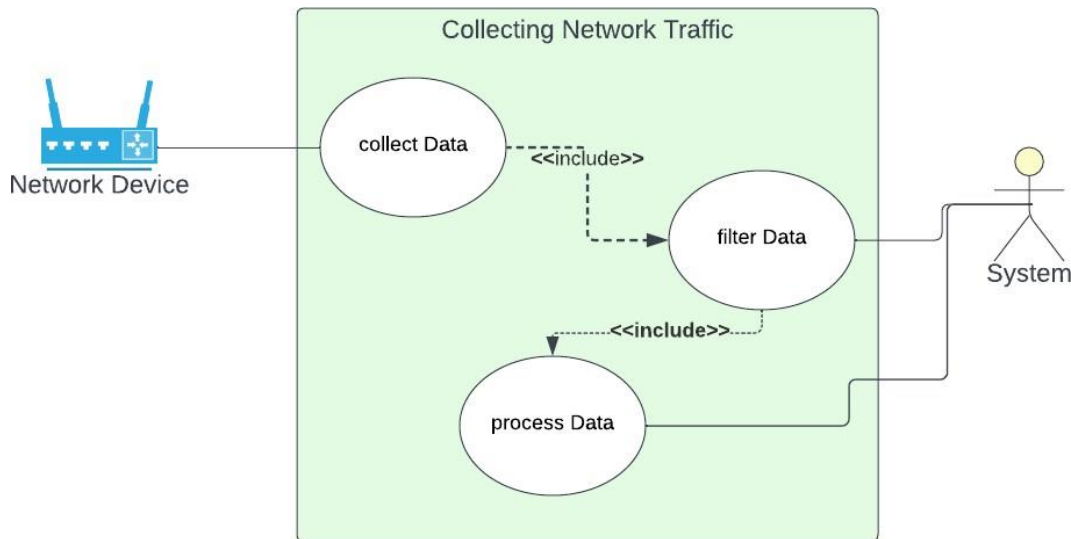 Collecting Network Traffic
collect Data
<<include>>
Network Device
filter Data
System
<<include>>
process Data